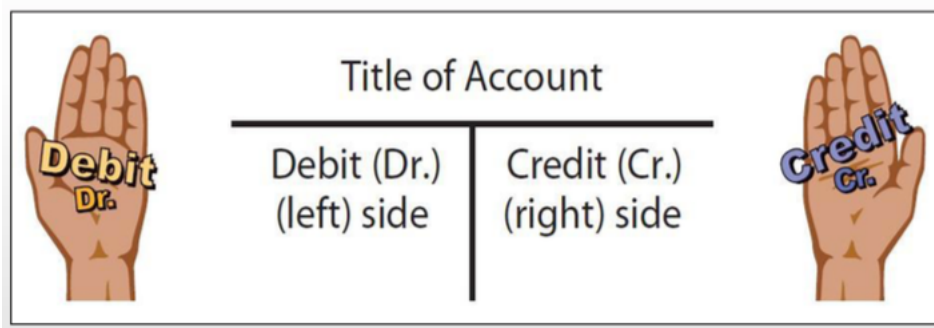 Title of Account
Debit
Dr.
Debit (Dr.)
(left) side
Credit (Cr.)
(right) side
Credit
Cr.